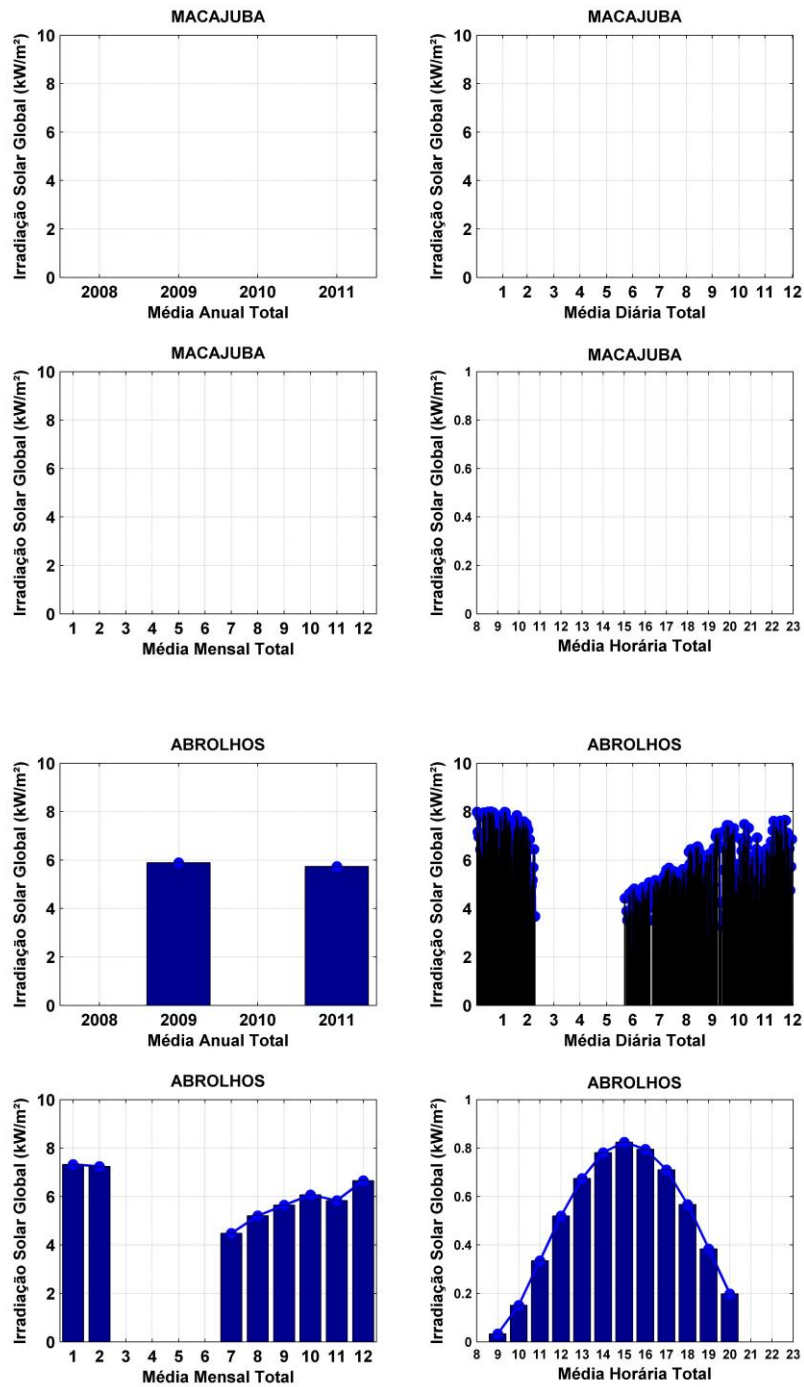 MACAJUBA
Irradiação Solar Global (kW/m²)
10
8
6
4
2
0
2008 2009 2010 2011
Média Anual Total
MACAJUBA
Irradiação Solar Global (kW/m²)
10
8
6
4
2
0
1 2 3 4 5 6 7 8 9 10 11 12
Média Diária Total
MACAJUBA
Irradiação Solar Global (kW/m²)
10
8
6
4
2
0
1 2 3 4 5 6 7 8 9 10 11 12
Média Mensal Total
MACAJUBA
Irradiação Solar Global (kW/m²)
1
0.8
0.6
0.4
0.2
0
8 9 10 11 12 13 14 15 16 17 18 19 20 21 22 23
Média Horária Total
ABROLHOS
Irradiação Solar Global (kW/m²)
10
8
6
4
2
0
2008 2009 2010 2011
Média Anual Total
ABROLHOS
Irradiação Solar Global (kW/m²)
10
8
6
4
2
0
1 2 3 4 5 6 7 8 9 10 11 12
Média Diária Total
ABROLHOS
Irradiação Solar Global (kW/m²)
10
8
6
4
2
0
1 2 3 4 5 6 7 8 9 10 11 12
Média Mensal Total
ABROLHOS
Irradiação Solar Global (kW/m²)
1
0.8
0.6
0.4
0.2
0
8 9 10 11 12 13 14 15 16 17 18 19 20 21 22 23
Média Horária Total